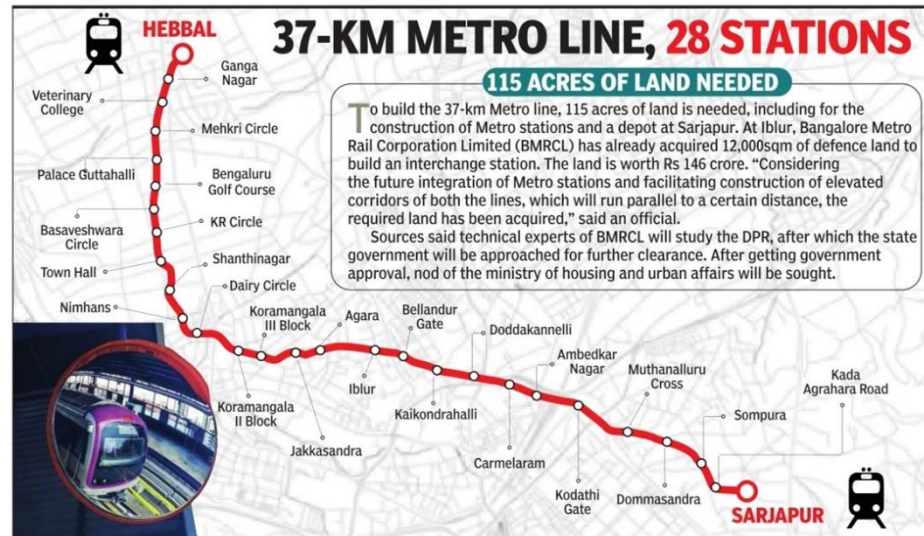 HEBBAL
37-KM METRO LINE, 28 STATIONS
115 ACRES OF LAND NEEDED
To build the 37-km Metro line, 115 acres of land is needed, including for the
construction of Metro stations and a depot at Sarjapur. At Iblur, Bangalore Metro
Rail Corporation Limited (BMRCL) has already acquired 12,000sqm of defence land to
build an interchange station. The land is worth Rs 146 crore. “Considering
the future integration of Metro stations and facilitating construction of elevated
corridors of both the lines, which will run parallel to a certain distance, the
required land has been acquired,” said an official.
Sources said technical experts of BMRCL will study the DPR, after which the state
government will be approached for further clearance. After getting government
approval, nod of the ministry of housing and urban affairs will be sought.
Ganga
Nagar
Veterinary
College
Mehkri Circle
Palace Guttahalli
Bengaluru
Golf Course
Basaveshwara
Circle
KR Circle
Town Hall
Shanthinagar
Nimhans
Dairy Circle
Koramangala
II Block
Koramangala
III Block
Jakkasandra
Agara
Iblur
Bellandur
Gate
Kaikondrahalli
Doddakannelli
Carmelaram
Ambedkar
Nagar
Kodathi
Gate
Muthanalluru
Cross
Dommasandra
Sompura
Kada
Agrahara Road
SARJAPUR